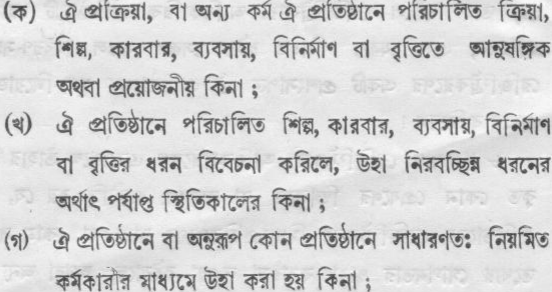 (ক) ঐ প্রক্রিয়া, বা অন্য কর্ম ঐ প্রতিষ্ঠানে পরিচালিত ক্রিয়া,
শিল্প, কারবার, ব্যবসায়, বিনির্মাণ বা বৃত্তিতে আনুষঙ্গিক
অথবা প্রয়োজনীয় কিনা ;
(খ) ঐ প্রতিষ্ঠানে পরিচালিত শিল্প, কারবার, ব্যবসায়, বিনির্মাণ
বা বৃত্তির ধরন বিবেচনা করিলে, উহা নিরবচ্ছিন্ন ধরনের
অর্থাৎ পর্যাপ্ত স্থিতিকালের কিনা ;
(গ) ঐ প্রতিষ্ঠানে বা অনুরূপ কোন প্রতিষ্ঠানে সাধারণতঃ নিয়মিত
কর্মকারীর মাধ্যমে উহা করা হয় কিনা ;